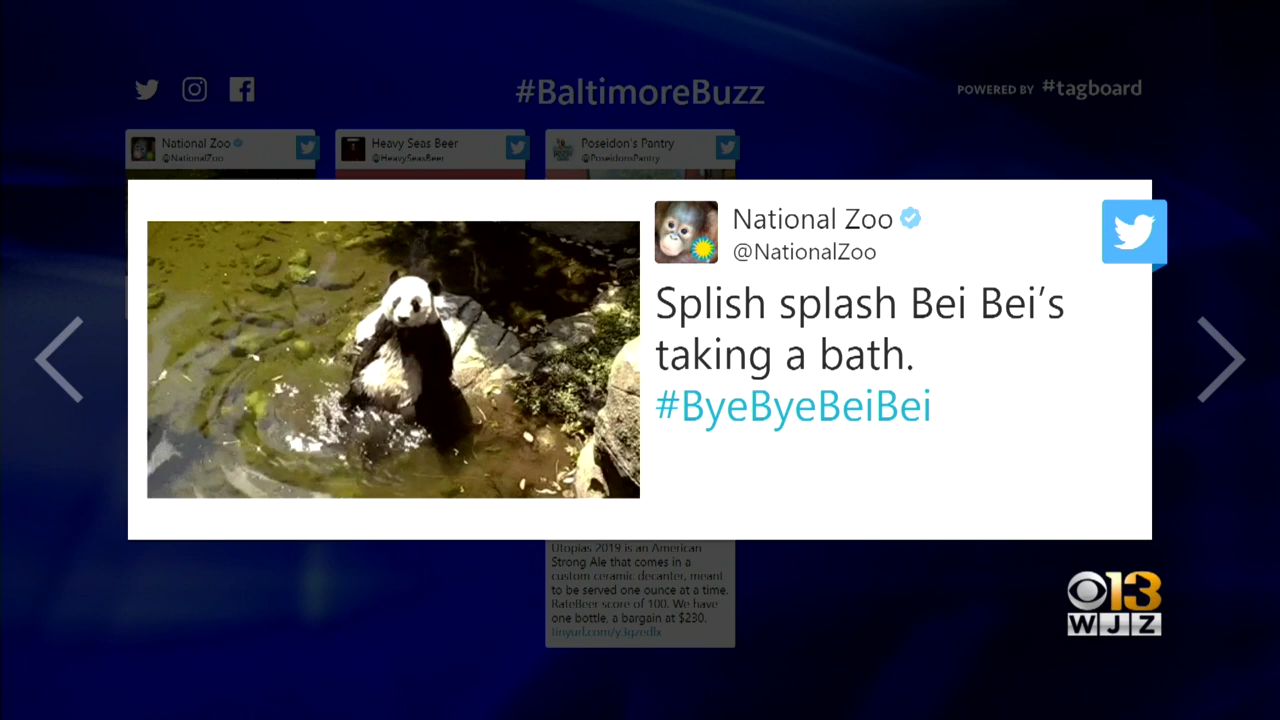 #BaltimoreBuzz
POWERED BY #tagboard
National Zoo
@NationalZoo
Heavy Seas Beer
@HeavySeasBeer
Poseidon's Pantry
@PoseidonsPantry
National Zoo
@NationalZoo
Splish splash Bei Bei’s
taking a bath.
#ByeByeBeiBei
Utopias 2019 is an American
Strong Ale that comes in a
custom ceramic decanter, meant
to be served one ounce at a time.
RateBeer score of 100. We have
one bottle, a bargain at $230.
13
WJZ